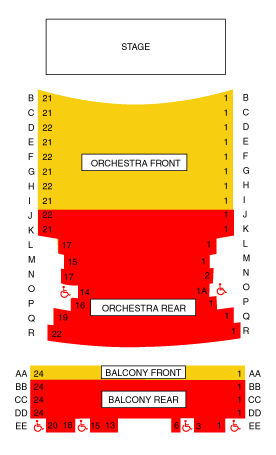 STAGE
B 21 1 B
C 21 1 C
D 22 1 D
E 21 1 E
F 22 1 F
ORCHESTRA FRONT
G 21 1 G
H 22 1 H
I 21 1 I
J 22 1 J
K 21 1 K
L 17 1 L
M 15 1 M
N 17 2 N
O 14 1A O
P 16 1 P
ORCHESTRA REAR
Q 19 1 Q
R 22 1 R
AA 24 BALCONY FRONT 1 AA
BB 24 1 BB
CC 24 BALCONY REAR 1 CC
DD 24 1 DD
EE 20 18 15 13 6 3 1 EE